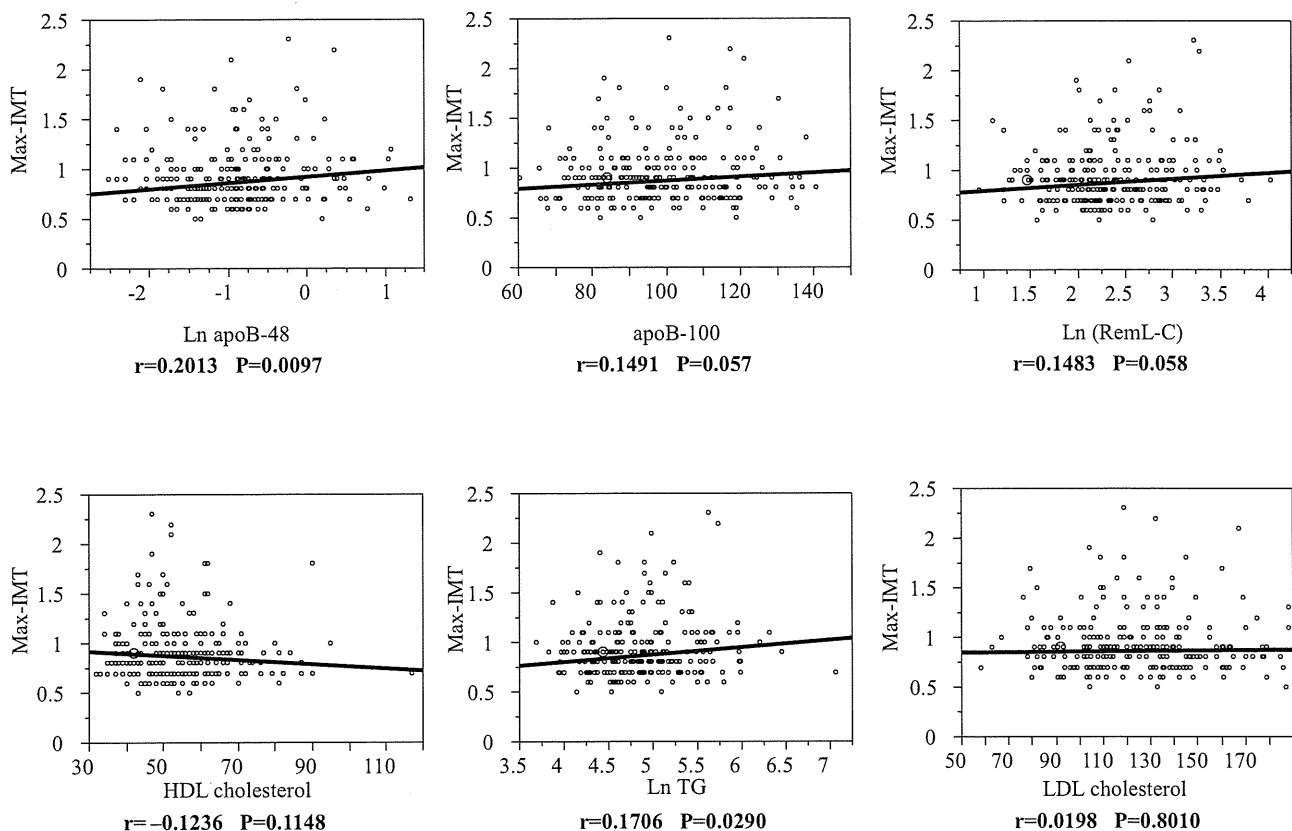 2.5
2
1.5
1
0.5
0
Max-IMT
-2 -1 0 1
Ln apoB-48
r=0.2013 P=0.0097
2.5
2
1.5
1
0.5
0
Max-IMT
60 80 100 120 140
apoB-100
r=0.1491 P=0.057
2.5
2
1.5
1
0.5
0
Max-IMT
1 1.5 2 2.5 3 3.5 4
Ln (RemL-C)
r=0.1483 P=0.058
2.5
2
1.5
1
0.5
0
Max-IMT
30 50 70 90 110
HDL cholesterol
r= –0.1236 P=0.1148
2.5
2
1.5
1
0.5
0
Max-IMT
3.5 4 4.5 5 5.5 6 6.5 7
Ln TG
r=0.1706 P=0.0290
2.5
2
1.5
1
0.5
0
Max-IMT
50 70 90 110 130 150 170
LDL cholesterol
r=0.0198 P=0.8010